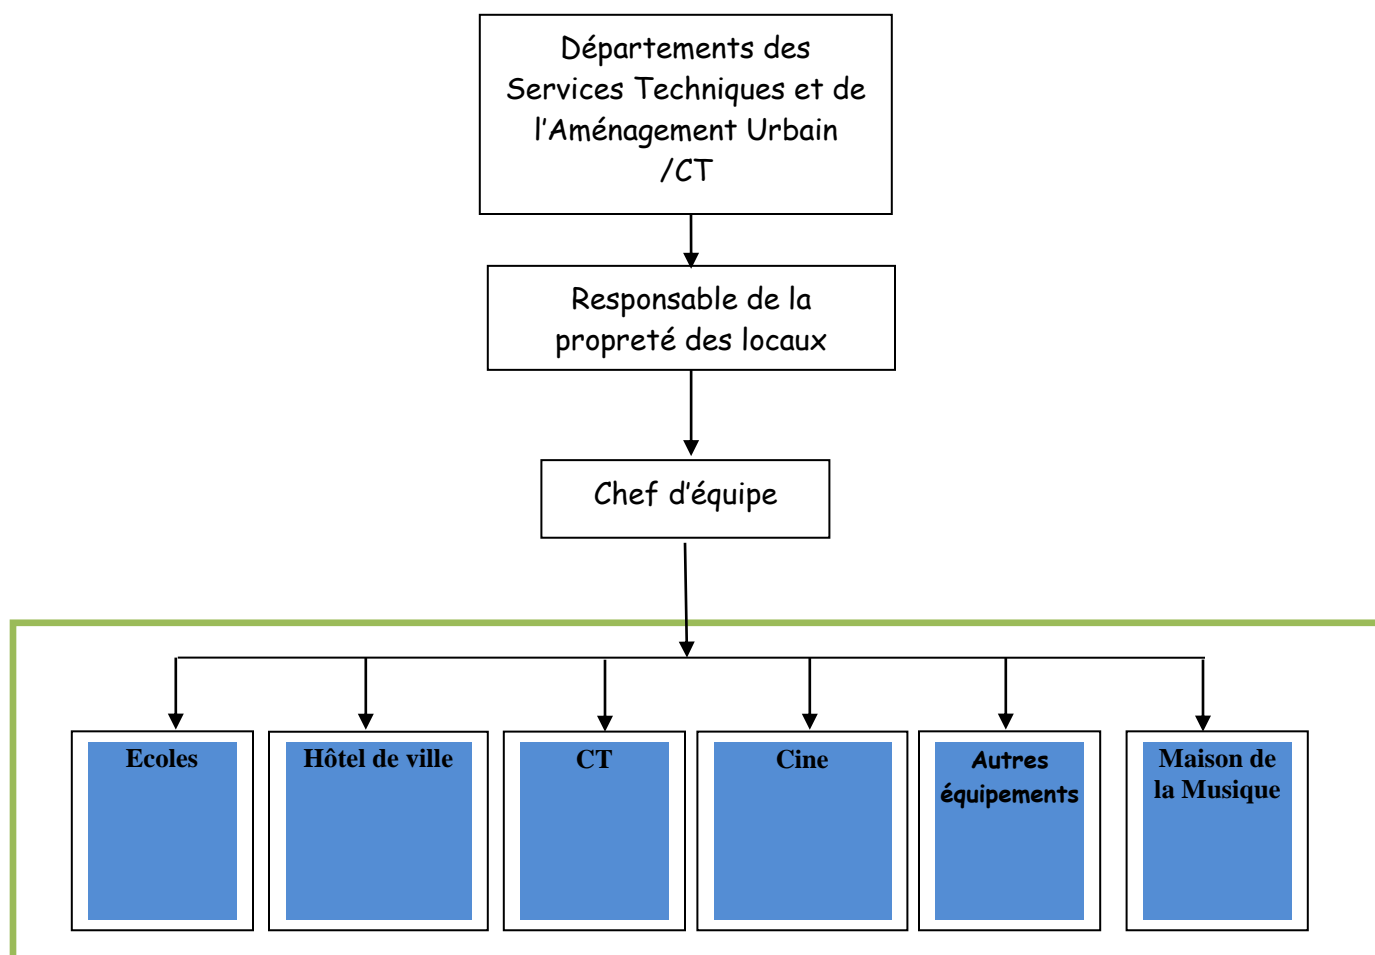 Départements des
Services Techniques et de
l'Aménagement Urbain
/CT
Responsable de la
propreté des locaux
Chef d'équipe
Ecoles
Hôtel de ville
CT
Cine
Autres
équipements
Maison de
la Musique